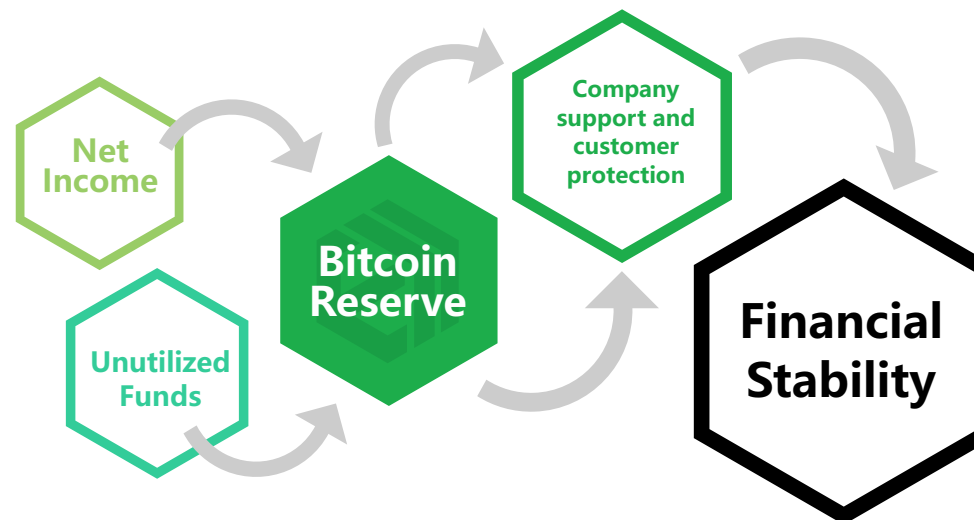 Net
Income
Unutilized
Funds
Bitcoin
Reserve
Company
support and
customer
protection
Financial
Stability